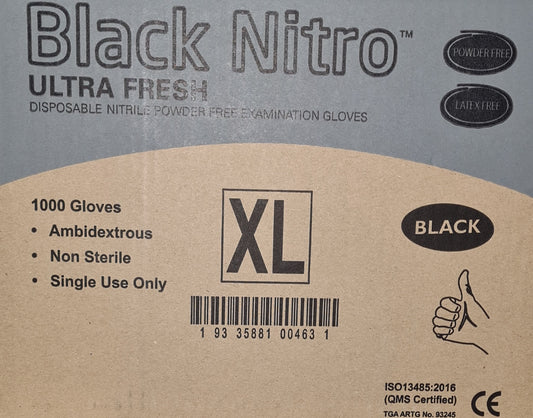 Black Nitro™
ULTRA FRESH
DISPOSABLE NITRILE POWDER FREE EXAMINATION GLOVES
POWDER FREE
LATEX FREE
1000 Gloves
• Ambidextrous
• Non Sterile
• Single Use Only
XL
1 93 35881 00463 1
BLACK
ISO13485:2016
(QMS Certified)
TGA ARTG No. 93245
CE